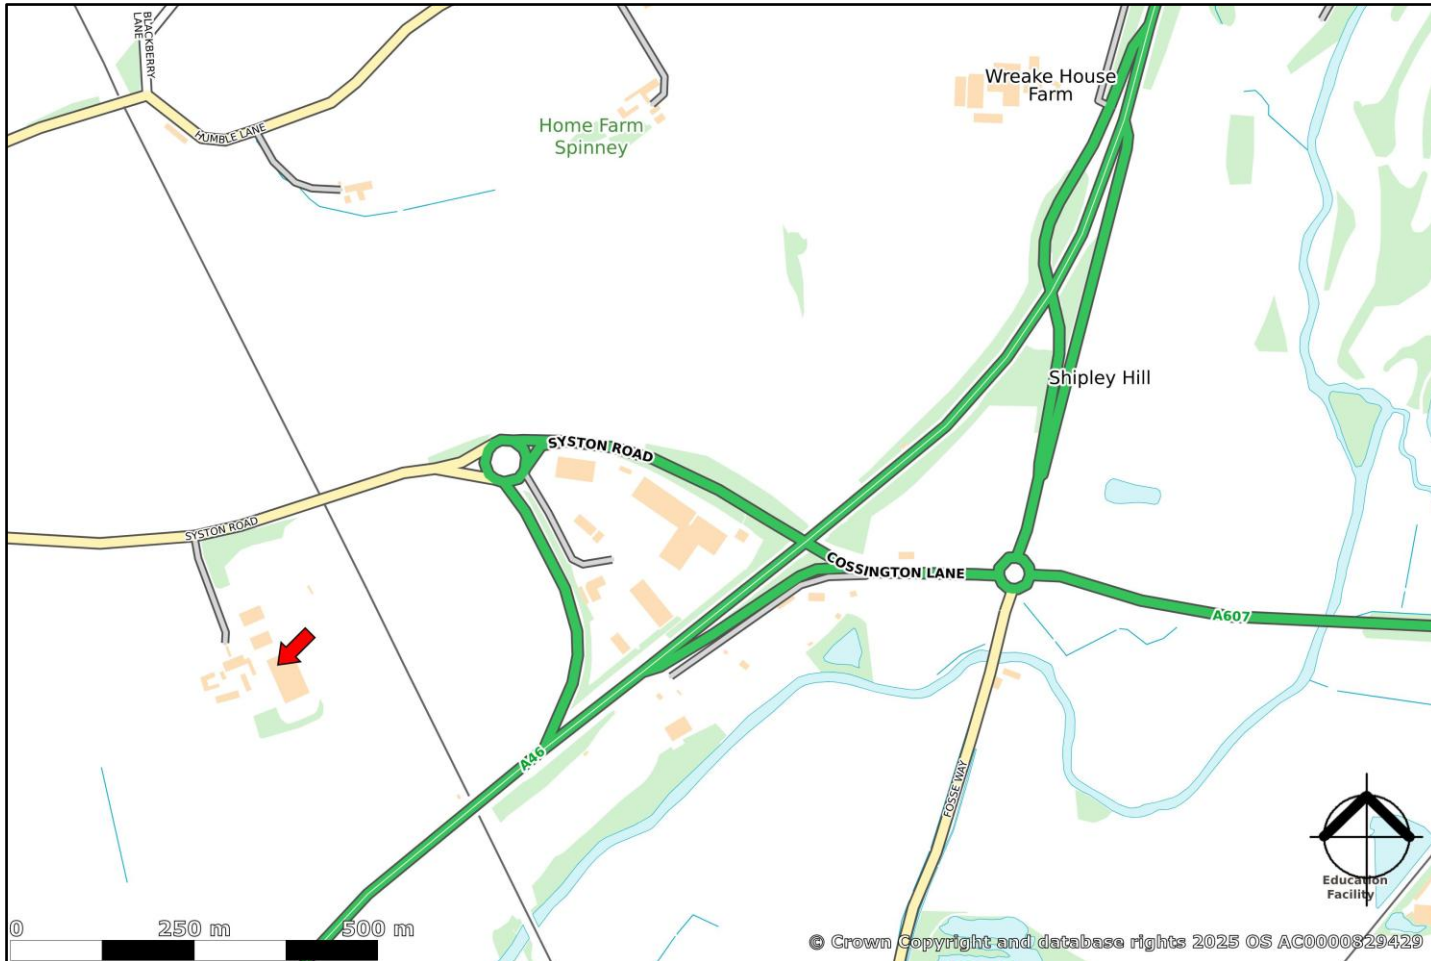 BLACKBERRY
LANE
HUMBLE LANE
Home Farm
Spinney
Wreake House
Farm
Shipley Hill
SYSTON ROAD
SYSTON ROAD
COSSINGTON LANE
A607
A46
FOSSE WAY
Education
Facility
0 250 m 500 m
© Crown Copyright and database rights 2025 OS AC0000829429